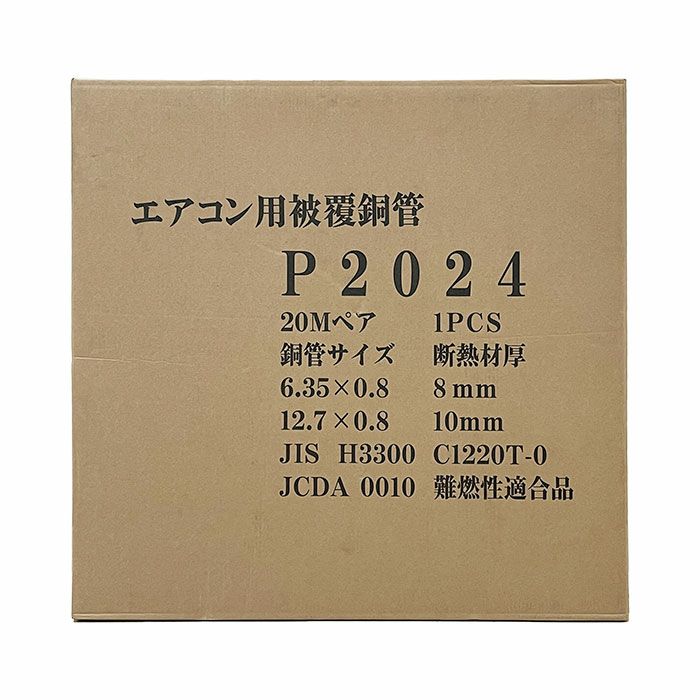 エアコン用被覆銅管
P2024
20Mペア 1PCS
銅管サイズ 断熱材厚
6.35×0.8 8mm
12.7×0.8 10mm
JIS H3300 C1220T-0
JCDA 0010 難燃性適合品